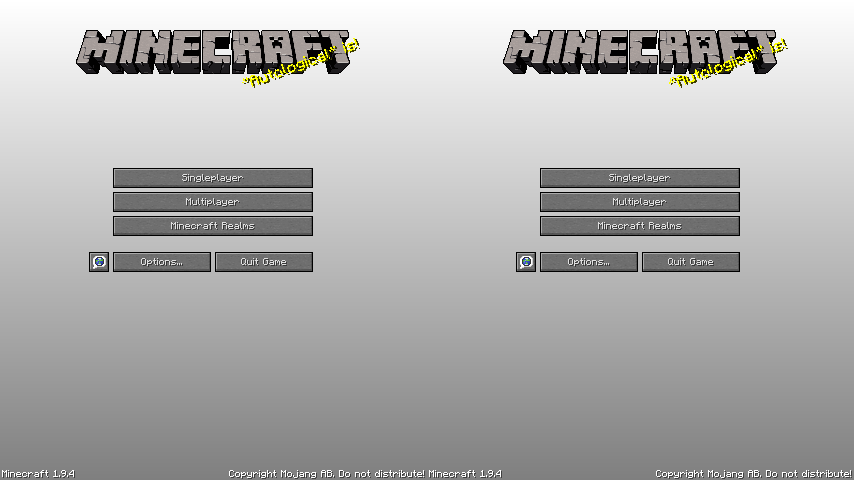 MINECRAFT MINECRAFT
"Autological" is! "Autological" is!
Singleplayer Singleplayer
Multiplayer Multiplayer
Minecraft Realms Minecraft Realms
Options... Quit Game Options... Quit Game
Minecraft 1.9.4 Copyright Mojang AB. Do not distribute! Minecraft 1.9.4 Copyright Mojang AB. Do not distribute!